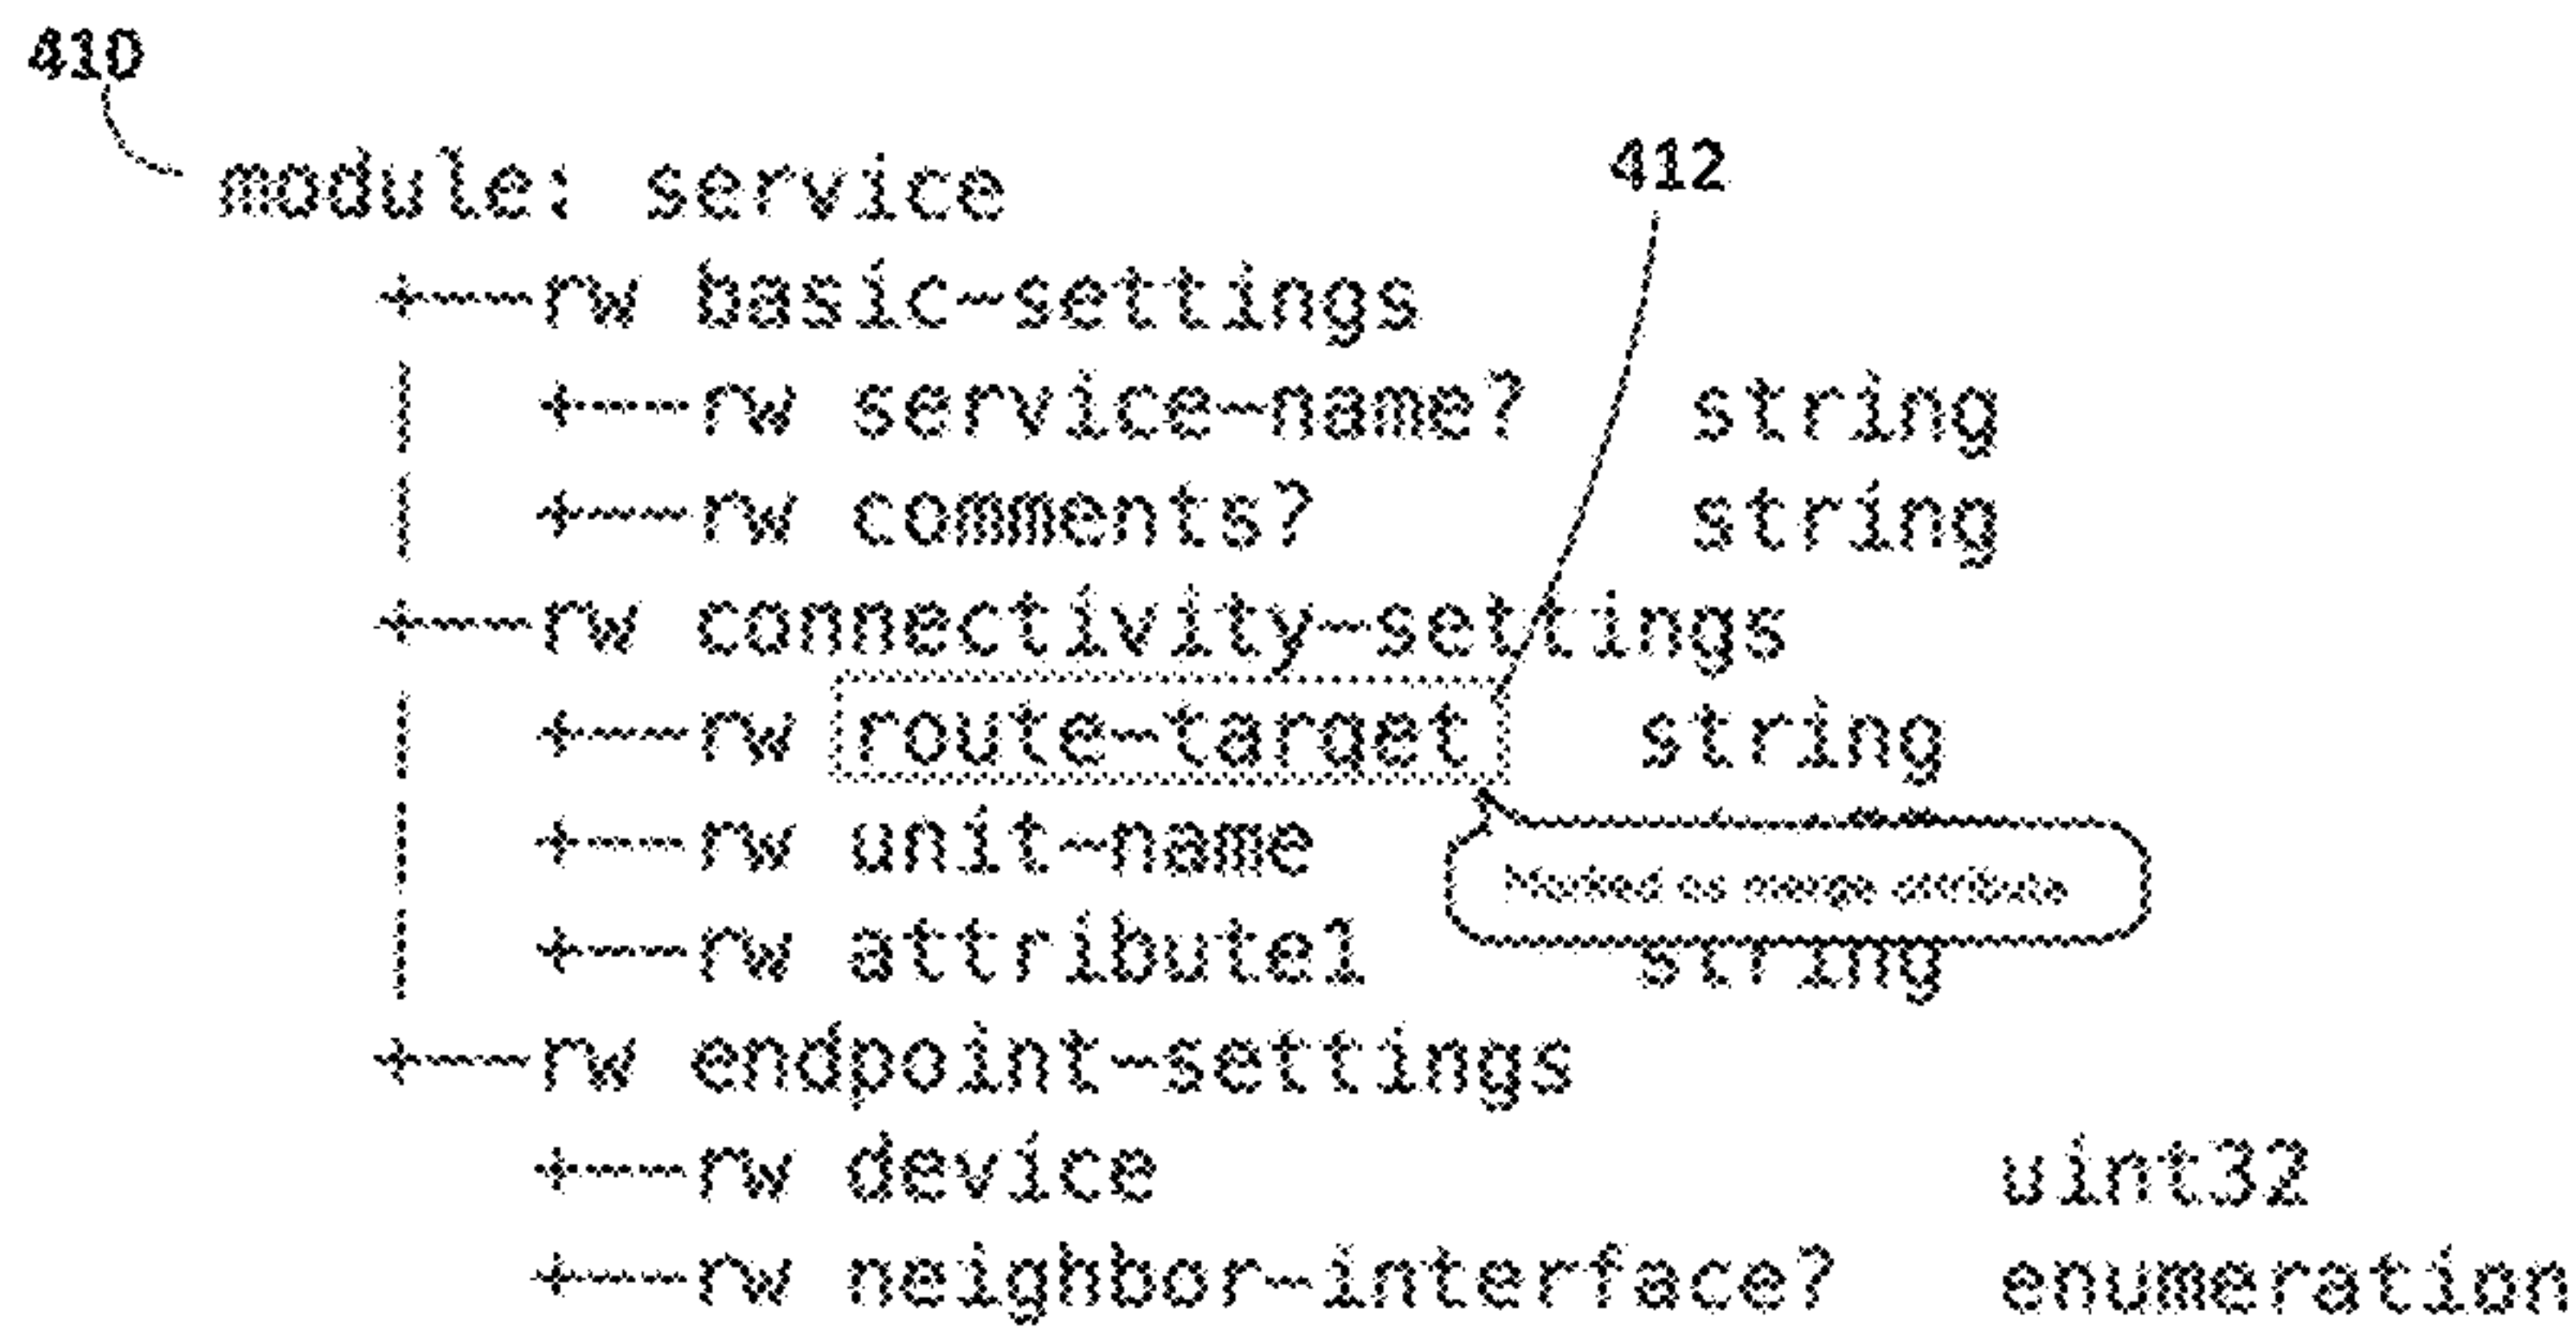 410
module: service
412
+--rw basic-settings
| +--rw service-name? string
| +--rw comments? string
+--rw connectivity-settings
| +--rw route-target string
| +--rw unit-name
Marked as merge attribute
| +--rw attribute1 string
+--rw endpoint-settings
+--rw device uint32
+--rw neighbor-interface? enumeration